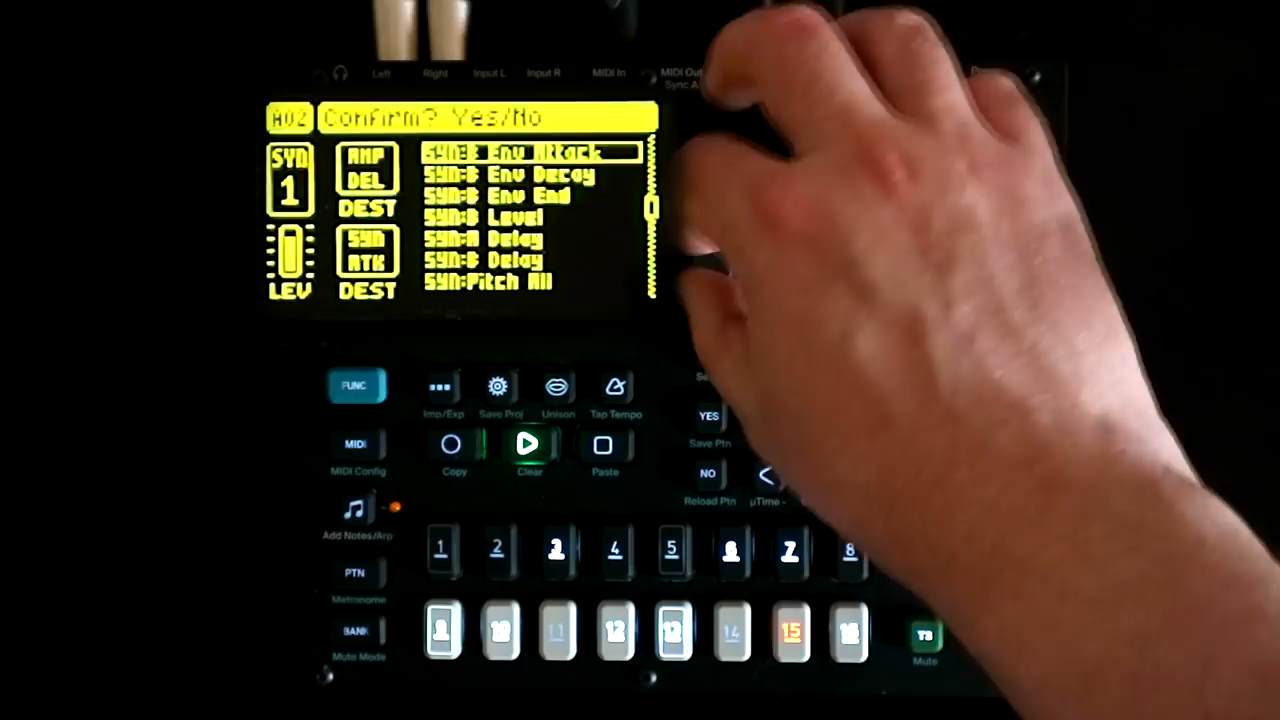 Left Right Input L Input R MIDI In MIDI Out
Sync A
A02 Confirm? Yes/No
SYN 1 LEV
AMP DEL DEST
SYN ATK DEST
SYN:B Env Attack
SYN:B Env Decay
SYN:B Env End
SYN:B Level
SYN:A Delay
SYN:B Delay
SYN:Pitch All
FUNC
Imp/Exp Save Proj Unison Tap Tempo
YES
MIDI Save Ptn
MIDI Config Copy Clear Paste
NO
Reload Ptn µTime-
Add Notes/Arp
1 2 3 4 5 6 7 8
PTN
Metronome
BANK 9 10 11 12 13 14 15 16 T3
Mute Mode Mute